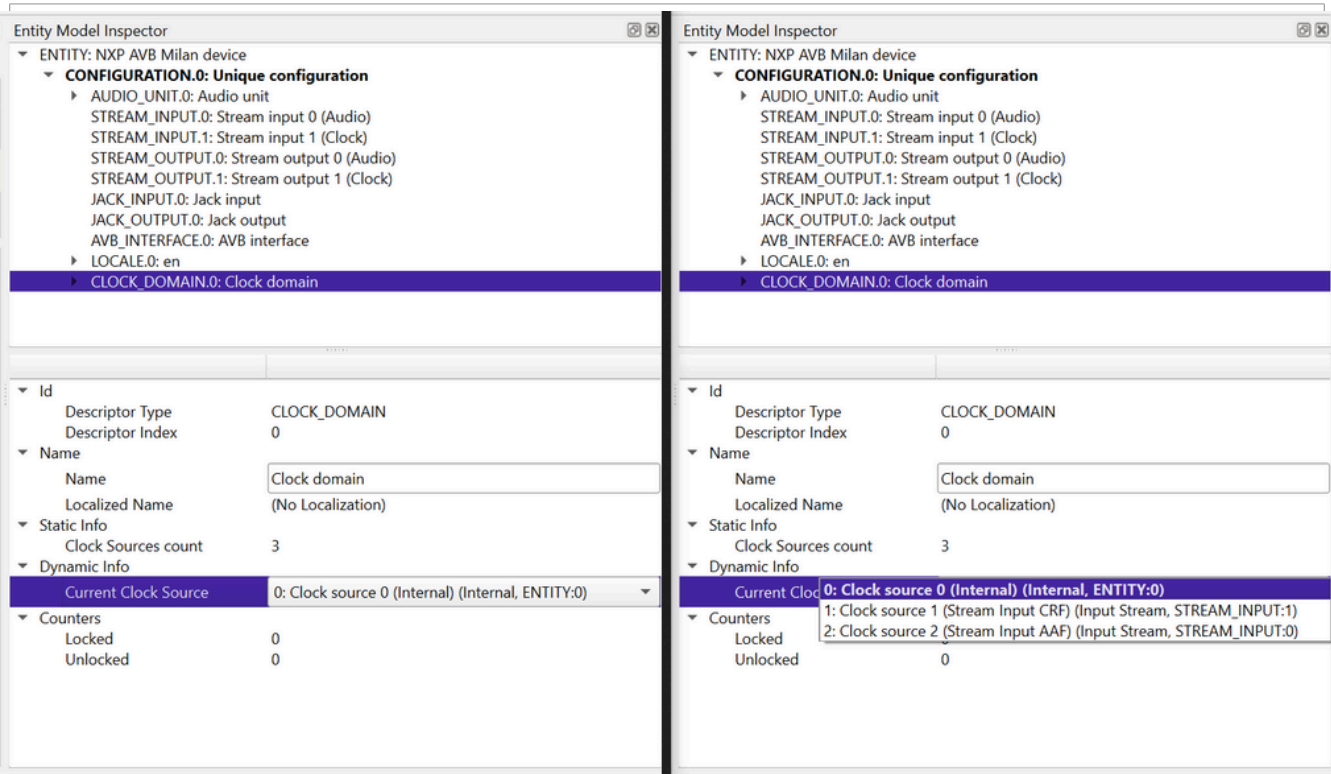 Entity Model Inspector
ENTITY: NXP AVB Milan device
CONFIGURATION.0: Unique configuration
AUDIO_UNIT.0: Audio unit
STREAM_INPUT.0: Stream input 0 (Audio)
STREAM_INPUT.1: Stream input 1 (Clock)
STREAM_OUTPUT.0: Stream output 0 (Audio)
STREAM_OUTPUT.1: Stream output 1 (Clock)
JACK_INPUT.0: Jack input
JACK_OUTPUT.0: Jack output
AVB_INTERFACE.0: AVB interface
LOCALE.0: en
CLOCK_DOMAIN.0: Clock domain
Id
Descriptor Type CLOCK_DOMAIN
Descriptor Index 0
Name
Name Clock domain
Localized Name (No Localization)
Static Info
Clock Sources count 3
Dynamic Info
Current Clock Source 0: Clock source 0 (Internal) (Internal, ENTITY:0)
Counters
Locked 0
Unlocked 0
Entity Model Inspector
ENTITY: NXP AVB Milan device
CONFIGURATION.0: Unique configuration
AUDIO_UNIT.0: Audio unit
STREAM_INPUT.0: Stream input 0 (Audio)
STREAM_INPUT.1: Stream input 1 (Clock)
STREAM_OUTPUT.0: Stream output 0 (Audio)
STREAM_OUTPUT.1: Stream output 1 (Clock)
JACK_INPUT.0: Jack input
JACK_OUTPUT.0: Jack output
AVB_INTERFACE.0: AVB interface
LOCALE.0: en
CLOCK_DOMAIN.0: Clock domain
Id
Descriptor Type CLOCK_DOMAIN
Descriptor Index 0
Name
Name Clock domain
Localized Name (No Localization)
Static Info
Clock Sources count 3
Dynamic Info
Current Cloc 0: Clock source 0 (Internal) (Internal, ENTITY:0)
1: Clock source 1 (Stream Input CRF) (Input Stream, STREAM_INPUT:1)
Counters
2: Clock source 2 (Stream Input AAF) (Input Stream, STREAM_INPUT:0)
Locked
Unlocked 0